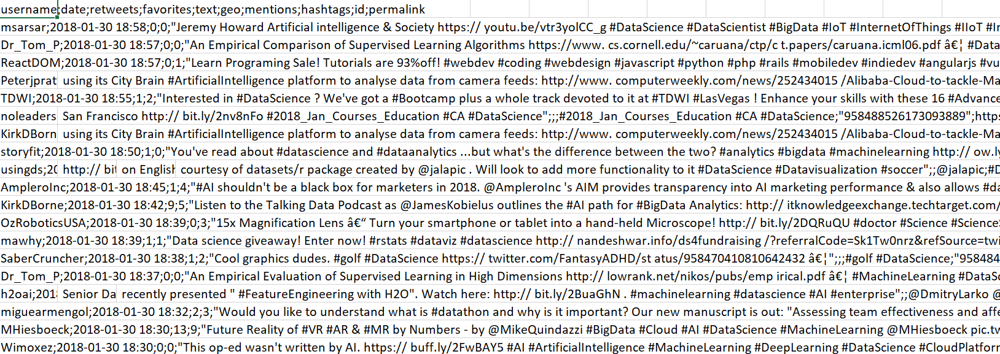 username;date;retweets;favorites;text;geo;mentions;hashtags;id;permalink
msarsar;2018-01-30 18:58;0;0;"Jeremy Howard Artificial intelligence & Society https:// youtu.be/vtr3yolCC_g #DataScience #DataScientist #BigData #IoT #InternetOfThings #IIoT #I
Dr_Tom_P;2018-01-30 18:57;0;0;"An Empirical Comparison of Supervised Learning Algorithms https://www. cs.cornell.edu/~caruana/ctp/c t.papers/caruana.icml06.pdf â€¦ #Data
ReactDOM;2018-01-30 18:57;0;1;"Learn Programing Sale! Tutorials are 93%off! #webdev #coding #webdesign #javascript #python #php #rails #mobiledev #indiedev #angularjs #vu
Peterjprat using its City Brain #ArtificialIntelligence platform to analyse data from camera feeds: http://www. computerweekly.com/news/252434015 /Alibaba-Cloud-to-tackle-Ma
TDWI;2018-01-30 18:55;1;2;"Interested in #DataScience ? We've got a #Bootcamp plus a whole track devoted to it at #TDWI #LasVegas ! Enhance your skills with these 16 #Advance
noleaders San Francisco http:// bit.ly/2nv8nFo #2018_Jan_Courses_Education #CA #DataScience";;;#2018_Jan_Courses_Education #CA #DataScience;"958488526173093889";https
KirkDBorn using its City Brain #ArtificialIntelligence platform to analyse data from camera feeds: http://www. computerweekly.com/news/252434015 /Alibaba-Cloud-to-tackle-Ma
storyfit;2018-01-30 18:50;1;0;"You've read about #datascience and #dataanalytics ...but what's the difference between the two? #analytics #bigdata #machinelearning http:// ow.ly
usingds;20 http:// bit on English courtesy of datasets/r package created by @jalapic . Will look to add more functionality to it #DataScience #Datavisualization #soccer";;@jalapic;#D
AmpleroInc;2018-01-30 18:45;1;4;"#AI shouldn't be a black box for marketers in 2018. @AmpleroInc 's AIM provides transparency into AI marketing performance & also allows #da
KirkDBorne;2018-01-30 18:42;9;5;"Listen to the Talking Data Podcast as @JamesKobielus outlines the #AI path for #BigData Analytics: http:// itknowledgeexchange.techtarget.com/
OzRoboticsUSA;2018-01-30 18:39;0;3;"15x Magnification Lens â€“ Turn your smartphone or tablet into a hand-held Microscope! http:// bit.ly/2DQRuQU #doctor #Science #Science
mawhy;2018-01-30 18:39;1;1;"Data science giveaway! Enter now! #rstats #dataviz #datascience http:// nandeshwar.info/ds4fundraising /?referralCode=Sk1Tw0nrz&refSource=twi
SaberCruncher;2018-01-30 18:38;1;2;"Cool graphics dudes. #golf #DataScience https:// twitter.com/FantasyADHD/st atus/958470410810642432 â€¦";;;#golf #DataScience;"958484
Dr_Tom_P;2018-01-30 18:37;0;0;"An Empirical Evaluation of Supervised Learning in High Dimensions http:// lowrank.net/nikos/pubs/emp irical.pdf â€¦ #MachineLearning #DataSc
h2oai;201 Senior Da recently presented " #FeatureEngineering with H2O". Watch here: http:// bit.ly/2BuaGhN . #machinelearning #datascience #AI #enterprise";;@DmitryLarko @
miguearmengol;2018-01-30 18:32;2;3;"Would you like to understand what is #datathon and why is it important? Our new manuscript is out: "Assessing team effectiveness and affe
MHiesboeck;2018-01-30 18:30;13;9;"Future Reality of #VR #AR & #MR by Numbers - by @MikeQuindazzi #BigData #Cloud #AI #DataScience #MachineLearning @MHiesboeck pic.tw
Wimoxez;2018-01-30 18:30;0;0;"This op-ed wasn't written by AI. https:// buff.ly/2FwBAY5 #AI #ArtificialIntelligence #MachineLearning #DeepLearning #DataScience #CloudPlatform